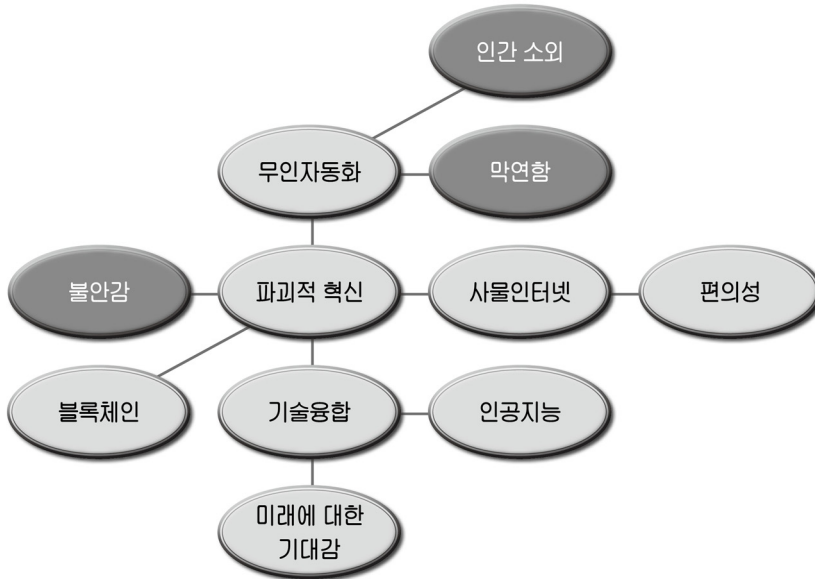 인간 소외
무인자동화
막연함
불안감
파괴적 혁신
사물인터넷
편의성
블록체인
기술융합
인공지능
미래에 대한
기대감